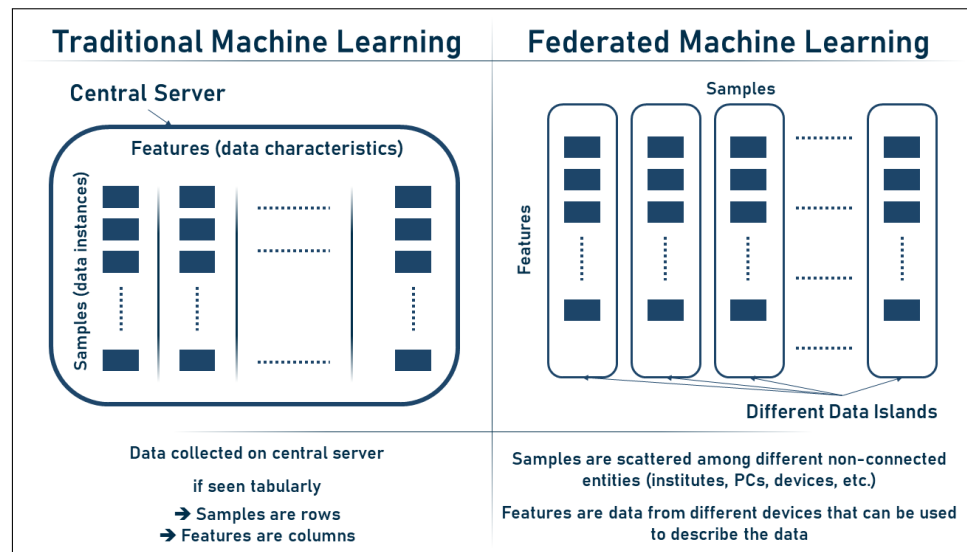 Traditional Machine Learning
Central Server
Features (data characteristics)
Samples (data instances)
Data collected on central server
if seen tabularly
➔ Samples are rows
➔ Features are columns
Federated Machine Learning
Samples
Features
Different Data Islands
Samples are scattered among different non-connected
entities (institutes, PCs, devices, etc.)
Features are data from different devices that can be used
to describe the data